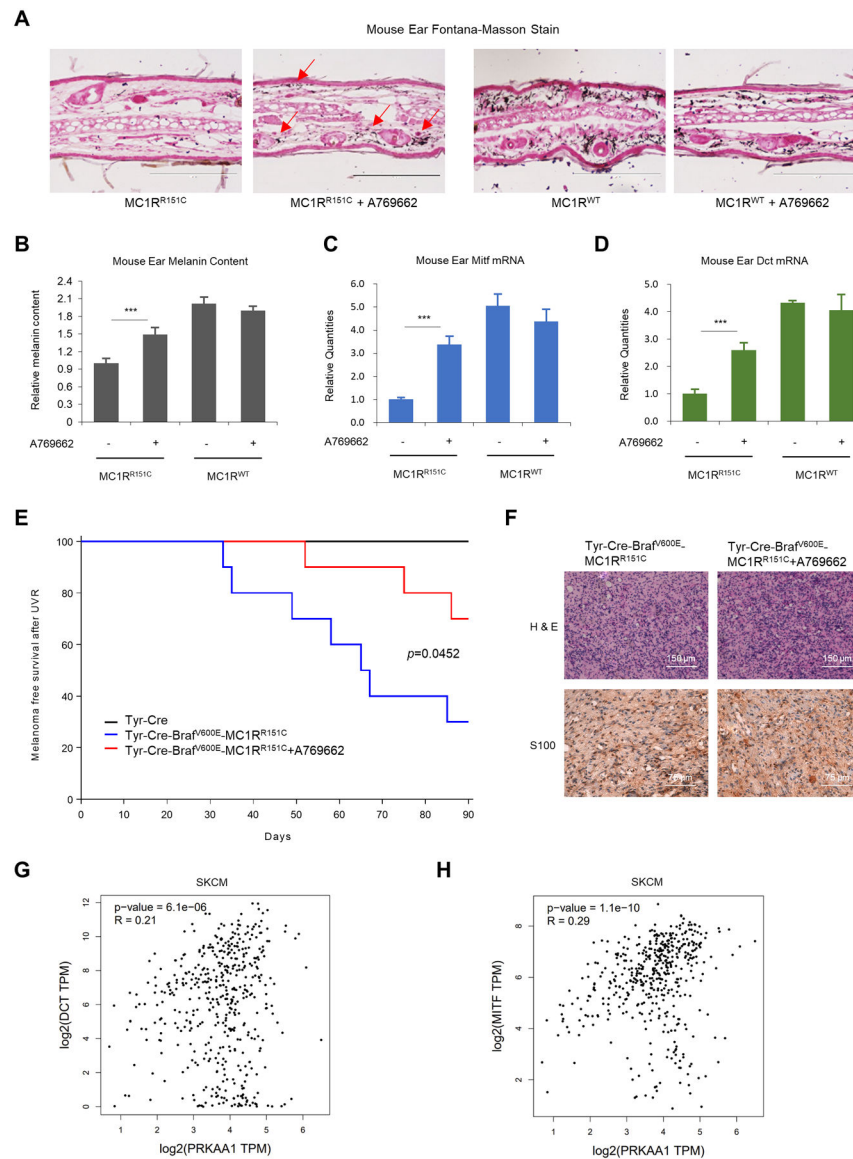 A
Mouse Ear Fontana-Masson Stain
MC1R^R151C
MC1R^R151C + A769662
MC1R^WT
MC1R^WT + A769662
B
Mouse Ear Melanin Content
Relative melanin content
2.4
2.1
1.8
1.5
1.2
0.9
0.6
0.3
0
***
A769662
- + - +
MC1R^R151C
MC1R^WT
C
Mouse Ear Mitf mRNA
Relative Quantities
6.0
5.0
4.0
3.0
2.0
1.0
0.0
***
A769662
- + - +
MC1R^R151C
MC1R^WT
D
Mouse Ear Dct mRNA
Relative Quantities
5.0
4.0
3.0
2.0
1.0
0.0
***
A769662
- + - +
MC1R^R151C
MC1R^WT
E
Melanoma free survival after UVR
100
80
60
40
20
0
p=0.0452
Tyr-Cre
Tyr-Cre-Braf^V600E-MC1R^R151C
Tyr-Cre-Braf^V600E-MC1R^R151C+A769662
0 10 20 30 40 50 60 70 80 90
Days
F
Tyr-Cre-Braf^V600E-
MC1R^R151C
Tyr-Cre-Braf^V600E-
MC1R^R151C+A769662
H & E
150 µm
150 µm
S100
75 µm
75 µm
G
SKCM
p-value = 6.1e−06
R = 0.21
log2(DCT TPM)
12
10
8
6
4
2
0
1 2 3 4 5 6
log2(PRKAA1 TPM)
H
SKCM
p-value = 1.1e−10
R = 0.29
log2(MITF TPM)
8
6
4
2
1 2 3 4 5 6
log2(PRKAA1 TPM)